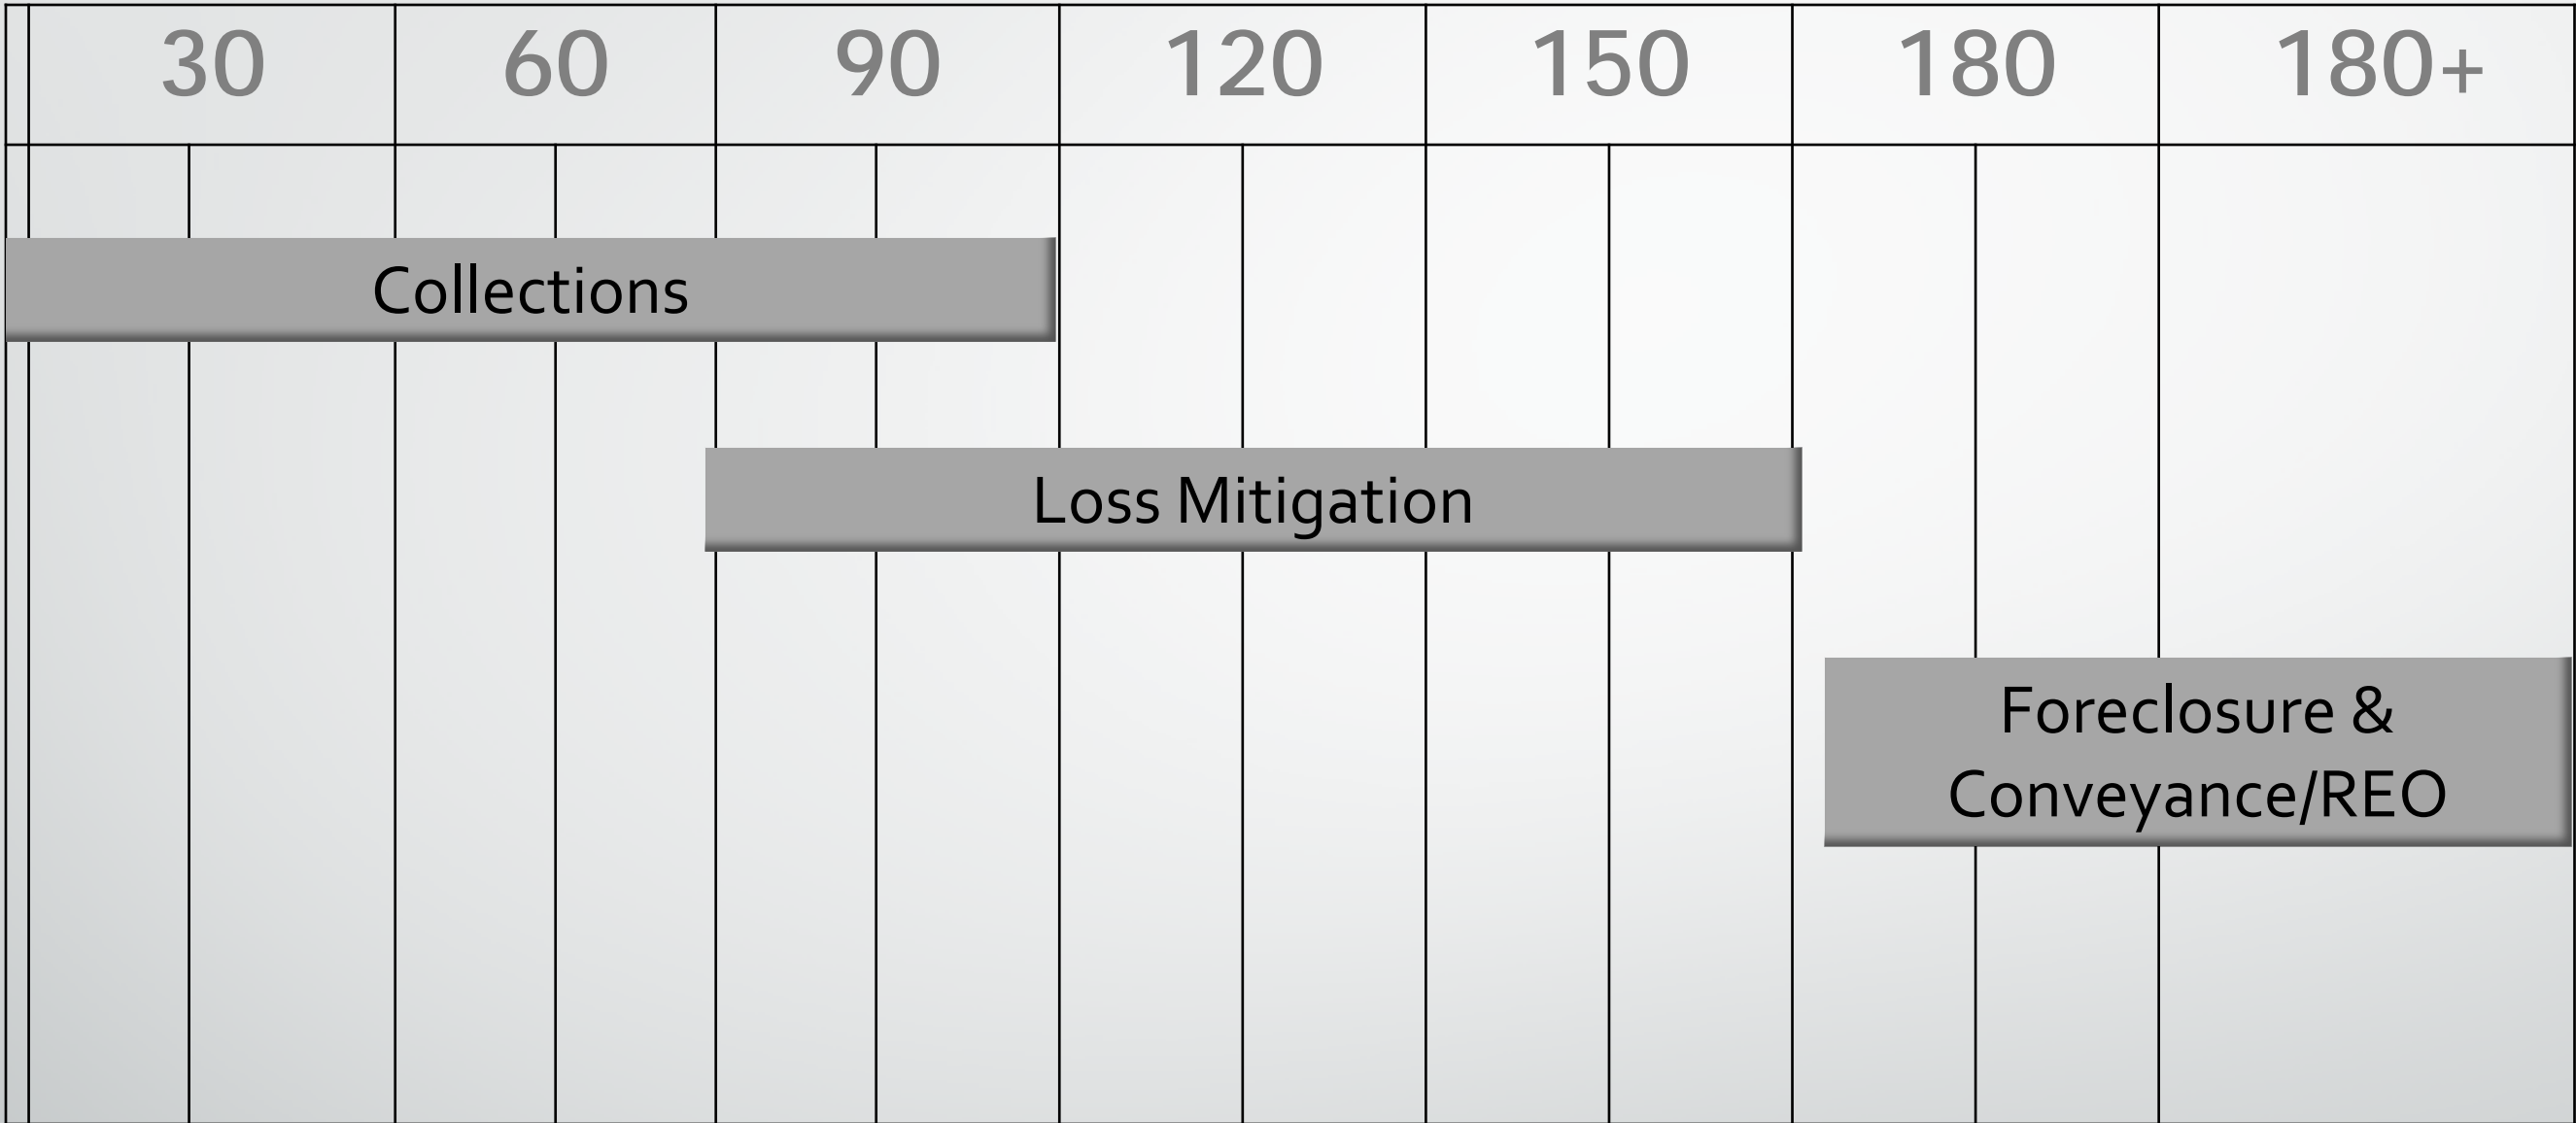 30 60 90 120 150 180 180+
Collections
Loss Mitigation
Foreclosure &
Conveyance/REO